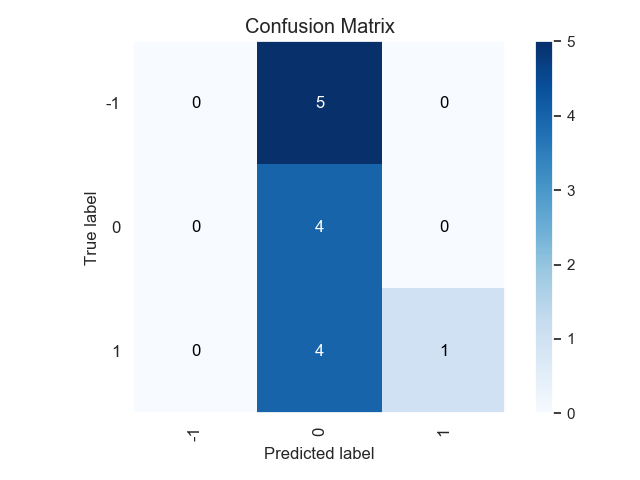 Confusion Matrix
True label
-1 0 5 0
0 0 4 0
1 0 4 1
-1 0 1
Predicted label
5
4
3
2
1
0